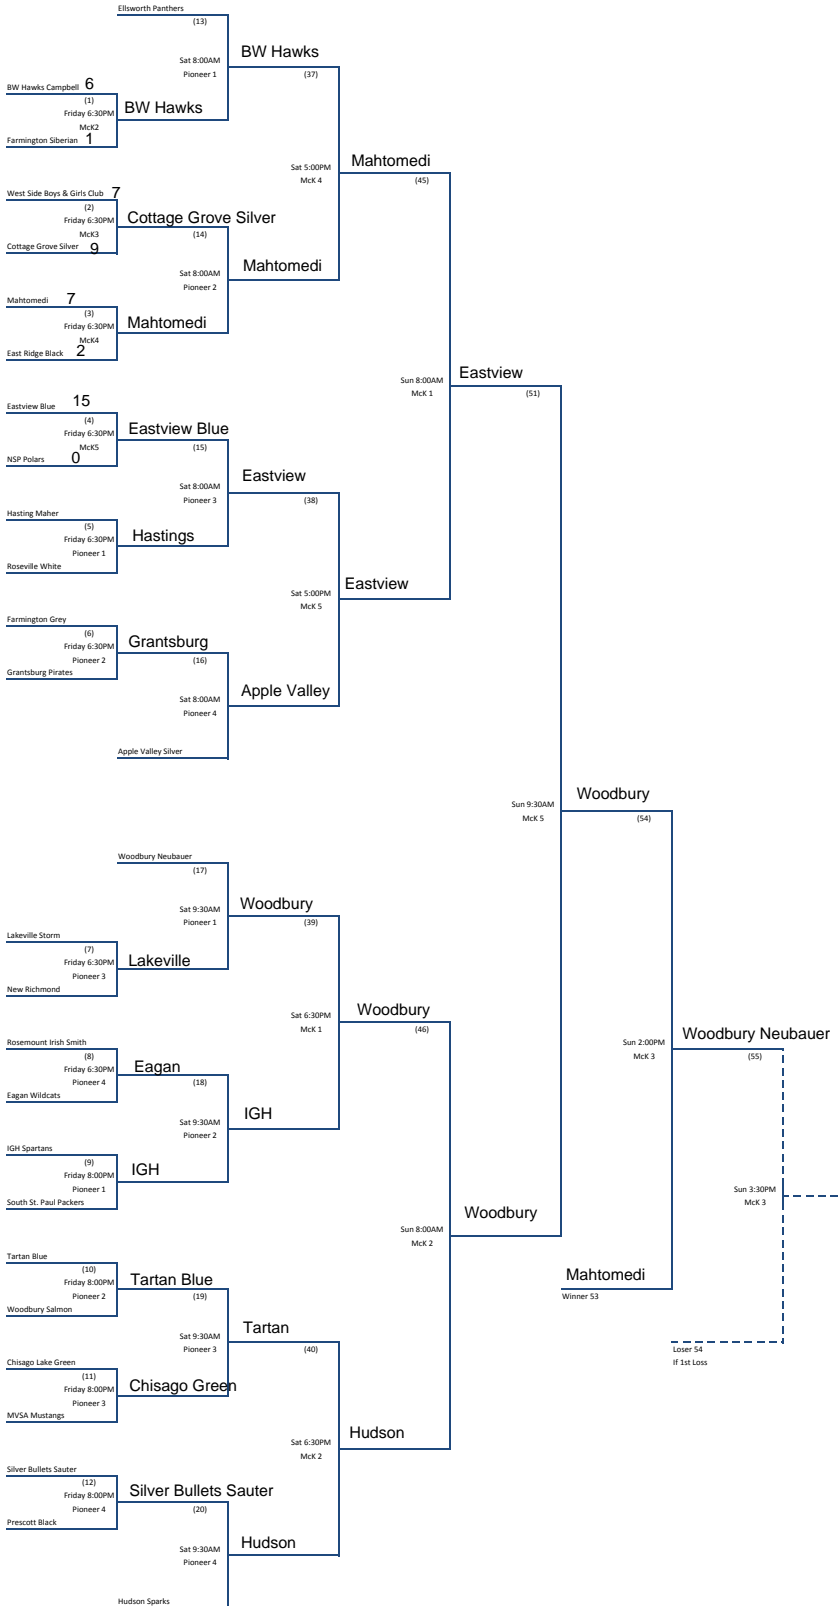 Ellsworth Panthers
(13)
Sat 8:00AM
Pioneer 1
BW Hawks
(37)
BW Hawks Campbell 6
(1)
Friday 6:30PM
McK2
BW Hawks
Farmington Siberian 1
Sat 5:00PM
McK 4
Mahtomedi
(45)
West Side Boys & Girls Club 7
(2)
Friday 6:30PM
McK3
Cottage Grove Silver
(14)
Cottage Grove Silver 9
Sat 8:00AM
Pioneer 2
Mahtomedi
Mahtomedi 7
(3)
Friday 6:30PM
McK4
Mahtomedi
East Ridge Black 2
Sun 8:00AM
McK 1
Eastview
(51)
Eastview Blue 15
(4)
Friday 6:30PM
McK5
Eastview Blue
(15)
NSP Polars 0
Sat 8:00AM
Pioneer 3
Eastview
(38)
Hasting Maher
(5)
Friday 6:30PM
Pioneer 1
Hastings
Roseville White
Sat 5:00PM
McK 5
Eastview
Farmington Grey
(6)
Friday 6:30PM
Pioneer 2
Grantsburg
(16)
Grantsburg Pirates
Sat 8:00AM
Pioneer 4
Apple Valley
Apple Valley Silver
Sun 9:30AM
McK 5
Woodbury
(54)
Woodbury Neubauer
(17)
Sat 9:30AM
Pioneer 1
Woodbury
(39)
Lakeville Storm
(7)
Friday 6:30PM
Pioneer 3
Lakeville
New Richmond
Sat 6:30PM
McK 1
Woodbury
(46)
Rosemount Irish Smith
(8)
Friday 6:30PM
Pioneer 4
Eagan
(18)
Eagan Wildcats
Sat 9:30AM
Pioneer 2
IGH
Sun 2:00PM
McK 3
Woodbury Neubauer
(55)
IGH Spartans
(9)
Friday 8:00PM
Pioneer 1
IGH
South St. Paul Packers
Sun 3:30PM
McK 3
Sun 8:00AM
McK 2
Woodbury
Tartan Blue
(10)
Friday 8:00PM
Pioneer 2
Tartan Blue
(19)
Woodbury Salmon
Mahtomedi
Winner 53
Sat 9:30AM
Pioneer 3
Tartan
(40)
Loser 54
If 1st Loss
Chisago Lake Green
(11)
Friday 8:00PM
Pioneer 3
Chisago Green
MVSA Mustangs
Sat 6:30PM
McK 2
Hudson
Silver Bullets Sauter
(12)
Friday 8:00PM
Pioneer 4
Silver Bullets Sauter
(20)
Prescott Black
Sat 9:30AM
Pioneer 4
Hudson
Hudson Sparks